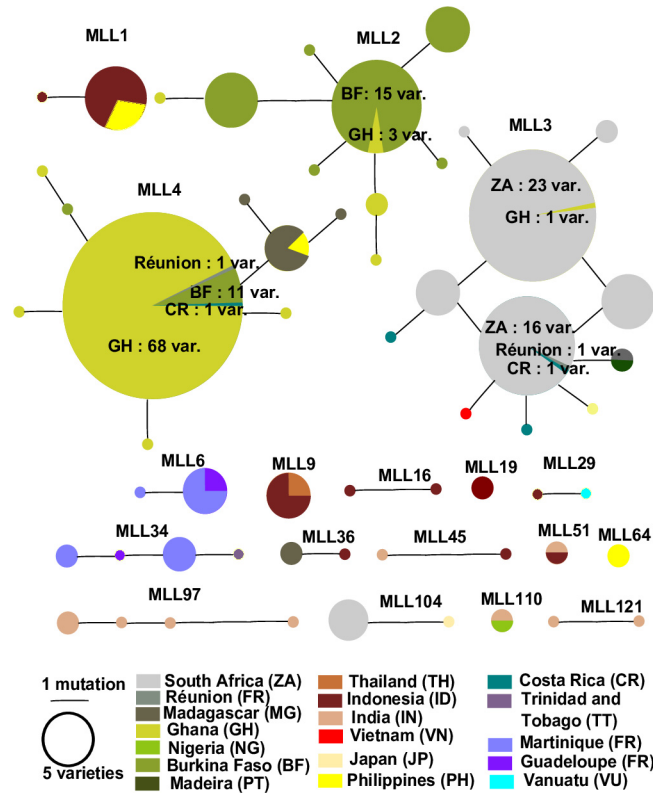 MLL1
MLL2
BF: 15 var.
GH: 3 var.
MLL3
ZA : 23 var.
GH : 1 var.
MLL4
Réunion : 1 var.
BF : 11 var.
CR : 1 var.
GH : 68 var.
ZA : 16 var.
Réunion : 1 var.
CR : 1 var.
MLL6
MLL9
MLL16
MLL19
MLL29
MLL34
MLL36
MLL45
MLL51
MLL64
MLL97
MLL104
MLL110
MLL121
1 mutation
5 varieties
South Africa (ZA)
Réunion (FR)
Madagascar (MG)
Ghana (GH)
Nigeria (NG)
Burkina Faso (BF)
Madeira (PT)
Thailand (TH)
Indonesia (ID)
India (IN)
Vietnam (VN)
Japan (JP)
Philippines (PH)
Costa Rica (CR)
Trinidad and
Tobago (TT)
Martinique (FR)
Guadeloupe (FR)
Vanuatu (VU)